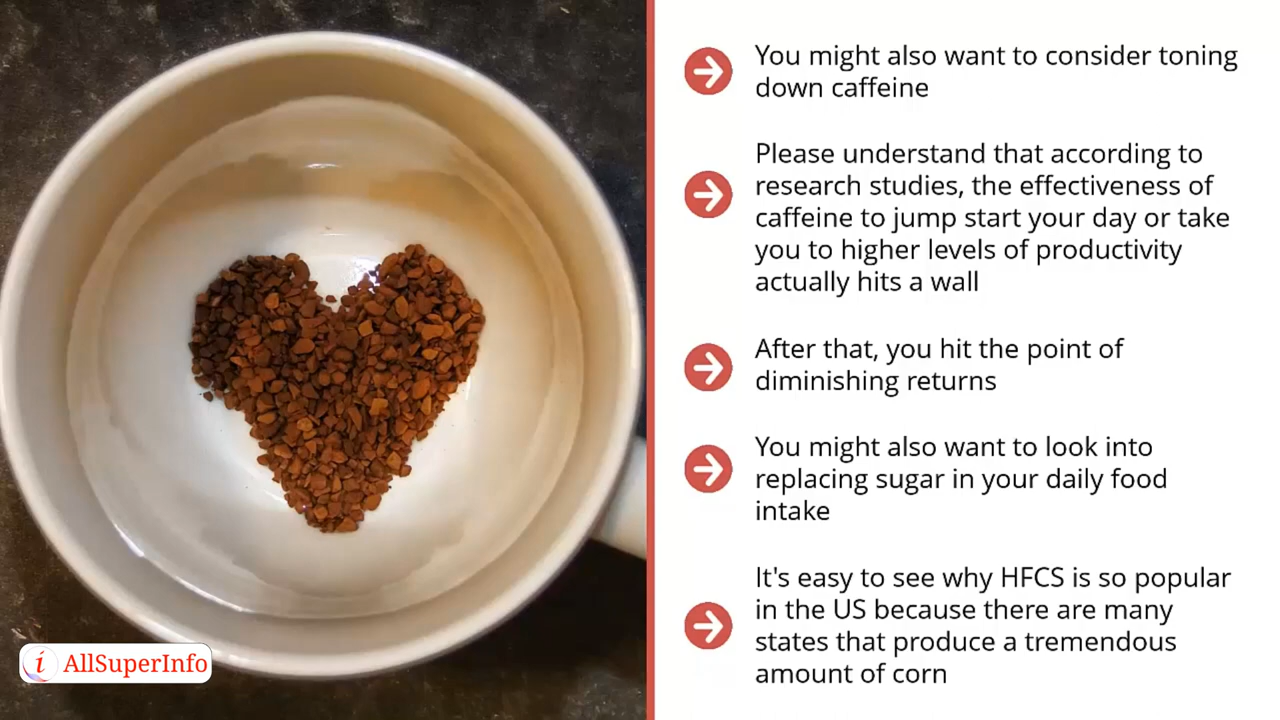 You might also want to consider toning
down caffeine
Please understand that according to
research studies, the effectiveness of
caffeine to jump start your day or take
you to higher levels of productivity
actually hits a wall
After that, you hit the point of
diminishing returns
You might also want to look into
replacing sugar in your daily food
intake
It's easy to see why HFCS is so popular
in the US because there are many
states that produce a tremendous
amount of corn
i AllSuperInfo